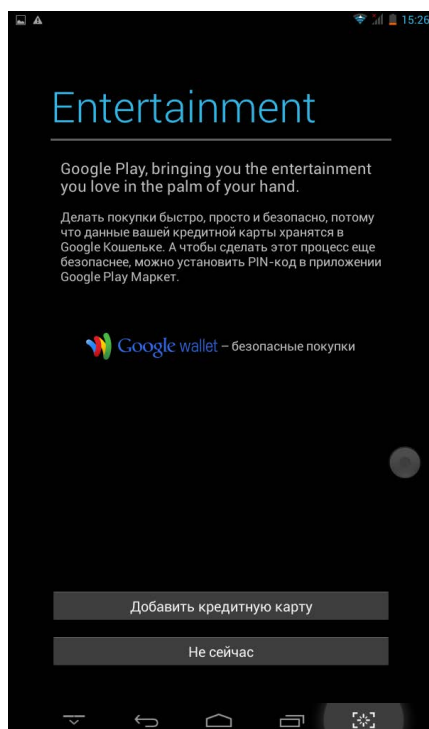 15:26
Entertainment
Google Play, bringing you the entertainment
you love in the palm of your hand.
Делать покупки быстро, просто и безопасно, потому
что данные вашей кредитной карты хранятся в
Google Кошельке. А чтобы сделать этот процесс еще
безопаснее, можно установить PIN-код в приложении
Google Play Маркет.
Google wallet – безопасные покупки
Добавить кредитную карту
Не сейчас